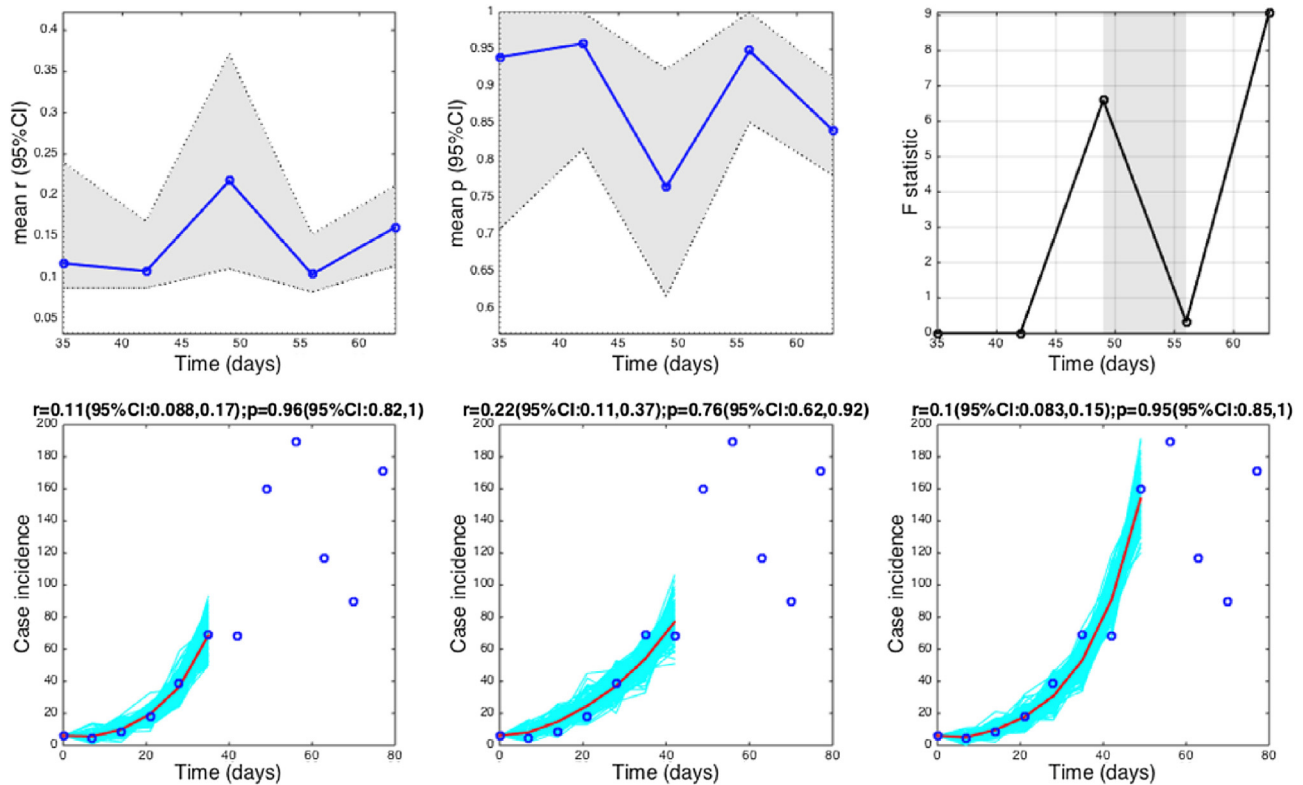 mean r (95%CI)
0.4
0.35
0.3
0.25
0.2
0.15
0.1
0.05
35 40 45 50 55 60
Time (days)
mean p (95%CI)
1
0.95
0.9
0.85
0.8
0.75
0.7
0.65
0.6
35 40 45 50 55 60
Time (days)
F statistic
9
8
7
6
5
4
3
2
1
0
35 40 45 50 55 60
Time (days)
r=0.11(95%CI:0.088,0.17);p=0.96(95%CI:0.82,1)
Case incidence
200
180
160
140
120
100
80
60
40
20
0
0 20 40 60 80
Time (days)
r=0.22(95%CI:0.11,0.37);p=0.76(95%CI:0.62,0.92)
Case incidence
200
180
160
140
120
100
80
60
40
20
0
0 20 40 60 80
Time (days)
r=0.1(95%CI:0.083,0.15);p=0.95(95%CI:0.85,1)
Case incidence
200
180
160
140
120
100
80
60
40
20
0
0 20 40 60 80
Time (days)